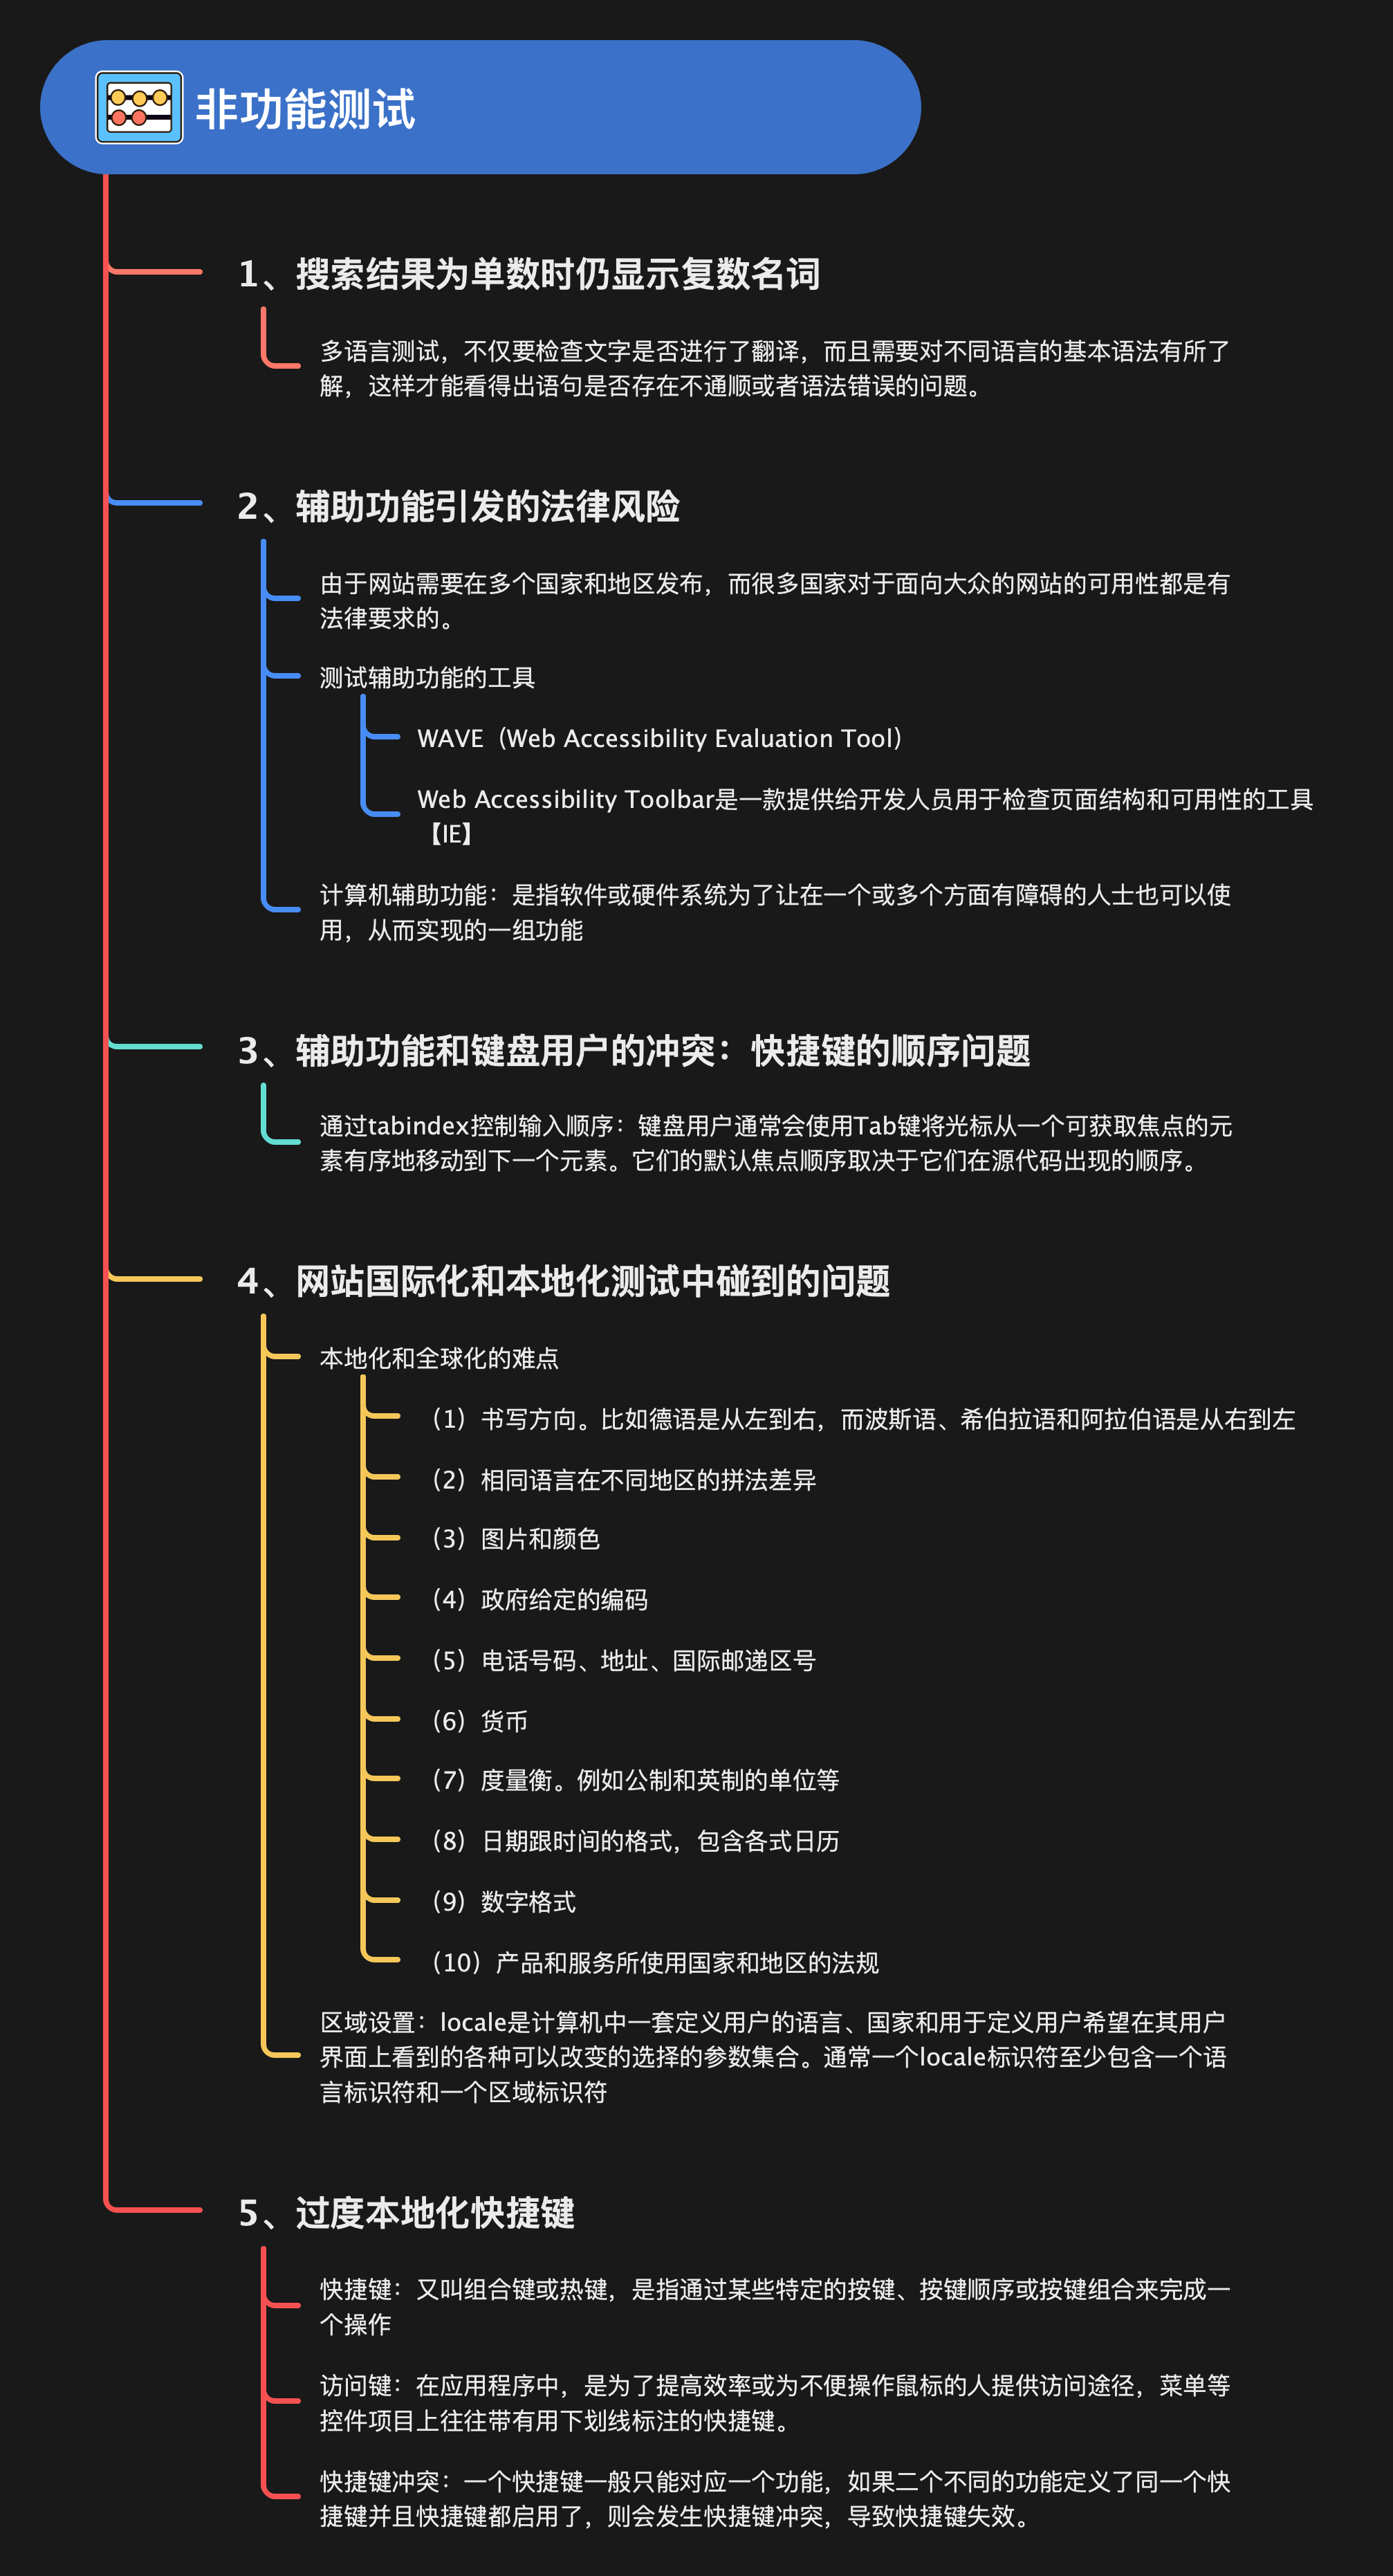 非功能测试
1、搜索结果为单数时仍显示复数名词
多语言测试，不仅要检查文字是否进行了翻译，而且需要对不同语言的基本语法有所了
解，这样才能看得出语句是否存在不通顺或者语法错误的问题。
2、辅助功能引发的法律风险
由于网站需要在多个国家和地区发布，而很多国家对于面向大众的网站的可用性都是有
法律要求的。
测试辅助功能的工具
WAVE（Web Accessibility Evaluation Tool）
Web Accessibility Toolbar是一款提供给开发人员用于检查页面结构和可用性的工具
【IE】
计算机辅助功能：是指软件或硬件系统为了让在一个或多个方面有障碍的人士也可以使
用，从而实现的一组功能
3、辅助功能和键盘用户的冲突：快捷键的顺序问题
通过tabindex控制输入顺序：键盘用户通常会使用Tab键将光标从一个可获取焦点的元
素有序地移动到下一个元素。它们的默认焦点顺序取决于它们在源代码出现的顺序。
4、网站国际化和本地化测试中碰到的问题
本地化和全球化的难点
（1）书写方向。比如德语是从左到右，而波斯语、希伯拉语和阿拉伯语是从右到左
（2）相同语言在不同地区的拼法差异
（3）图片和颜色
（4）政府给定的编码
（5）电话号码、地址、国际邮递区号
（6）货币
（7）度量衡。例如公制和英制的单位等
（8）日期跟时间的格式，包含各式日历
（9）数字格式
（10）产品和服务所使用国家和地区的法规
区域设置：locale是计算机中一套定义用户的语言、国家和用于定义用户希望在其用户
界面上看到的各种可以改变的选择的参数集合。通常一个locale标识符至少包含一个语
言标识符和一个区域标识符
5、过度本地化快捷键
快捷键：又叫组合键或热键，是指通过某些特定的按键、按键顺序或按键组合来完成一
个操作
访问键：在应用程序中，是为了提高效率或为不便操作鼠标的人提供访问途径，菜单等
控件项目上往往带有用下划线标注的快捷键。
快捷键冲突：一个快捷键一般只能对应一个功能，如果二个不同的功能定义了同一个快
捷键并且快捷键都启用了，则会发生快捷键冲突，导致快捷键失效。